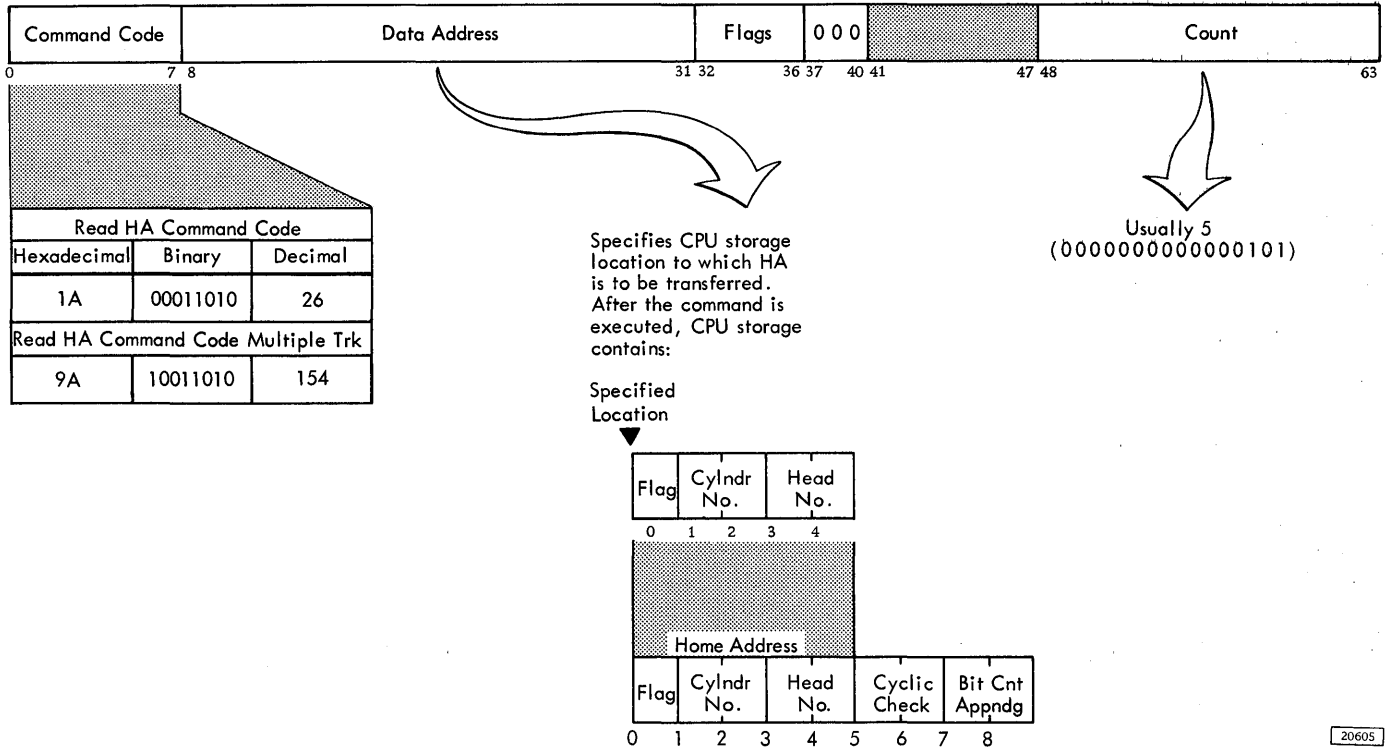 Command Code Data Address Flags 0 0 0 Count
0 7 8 31 32 36 37 40 41 47 48 63
Read HA Command Code
Hexadecimal Binary Decimal
1A 00011010 26
Read HA Command Code Multiple Trk
9A 10011010 154
Specifies CPU storage
location to which HA
is to be transferred.
After the command is
executed, CPU storage
contains:
Usually 5
(0000000000000101)
Specified
Location
Flag Cylndr No. Head No.
0 1 2 3 4
Home Address
Flag Cylndr No. Head No. Cyclic Check Bit Cnt Appndg
0 1 2 3 4 5 6 7 8
20605